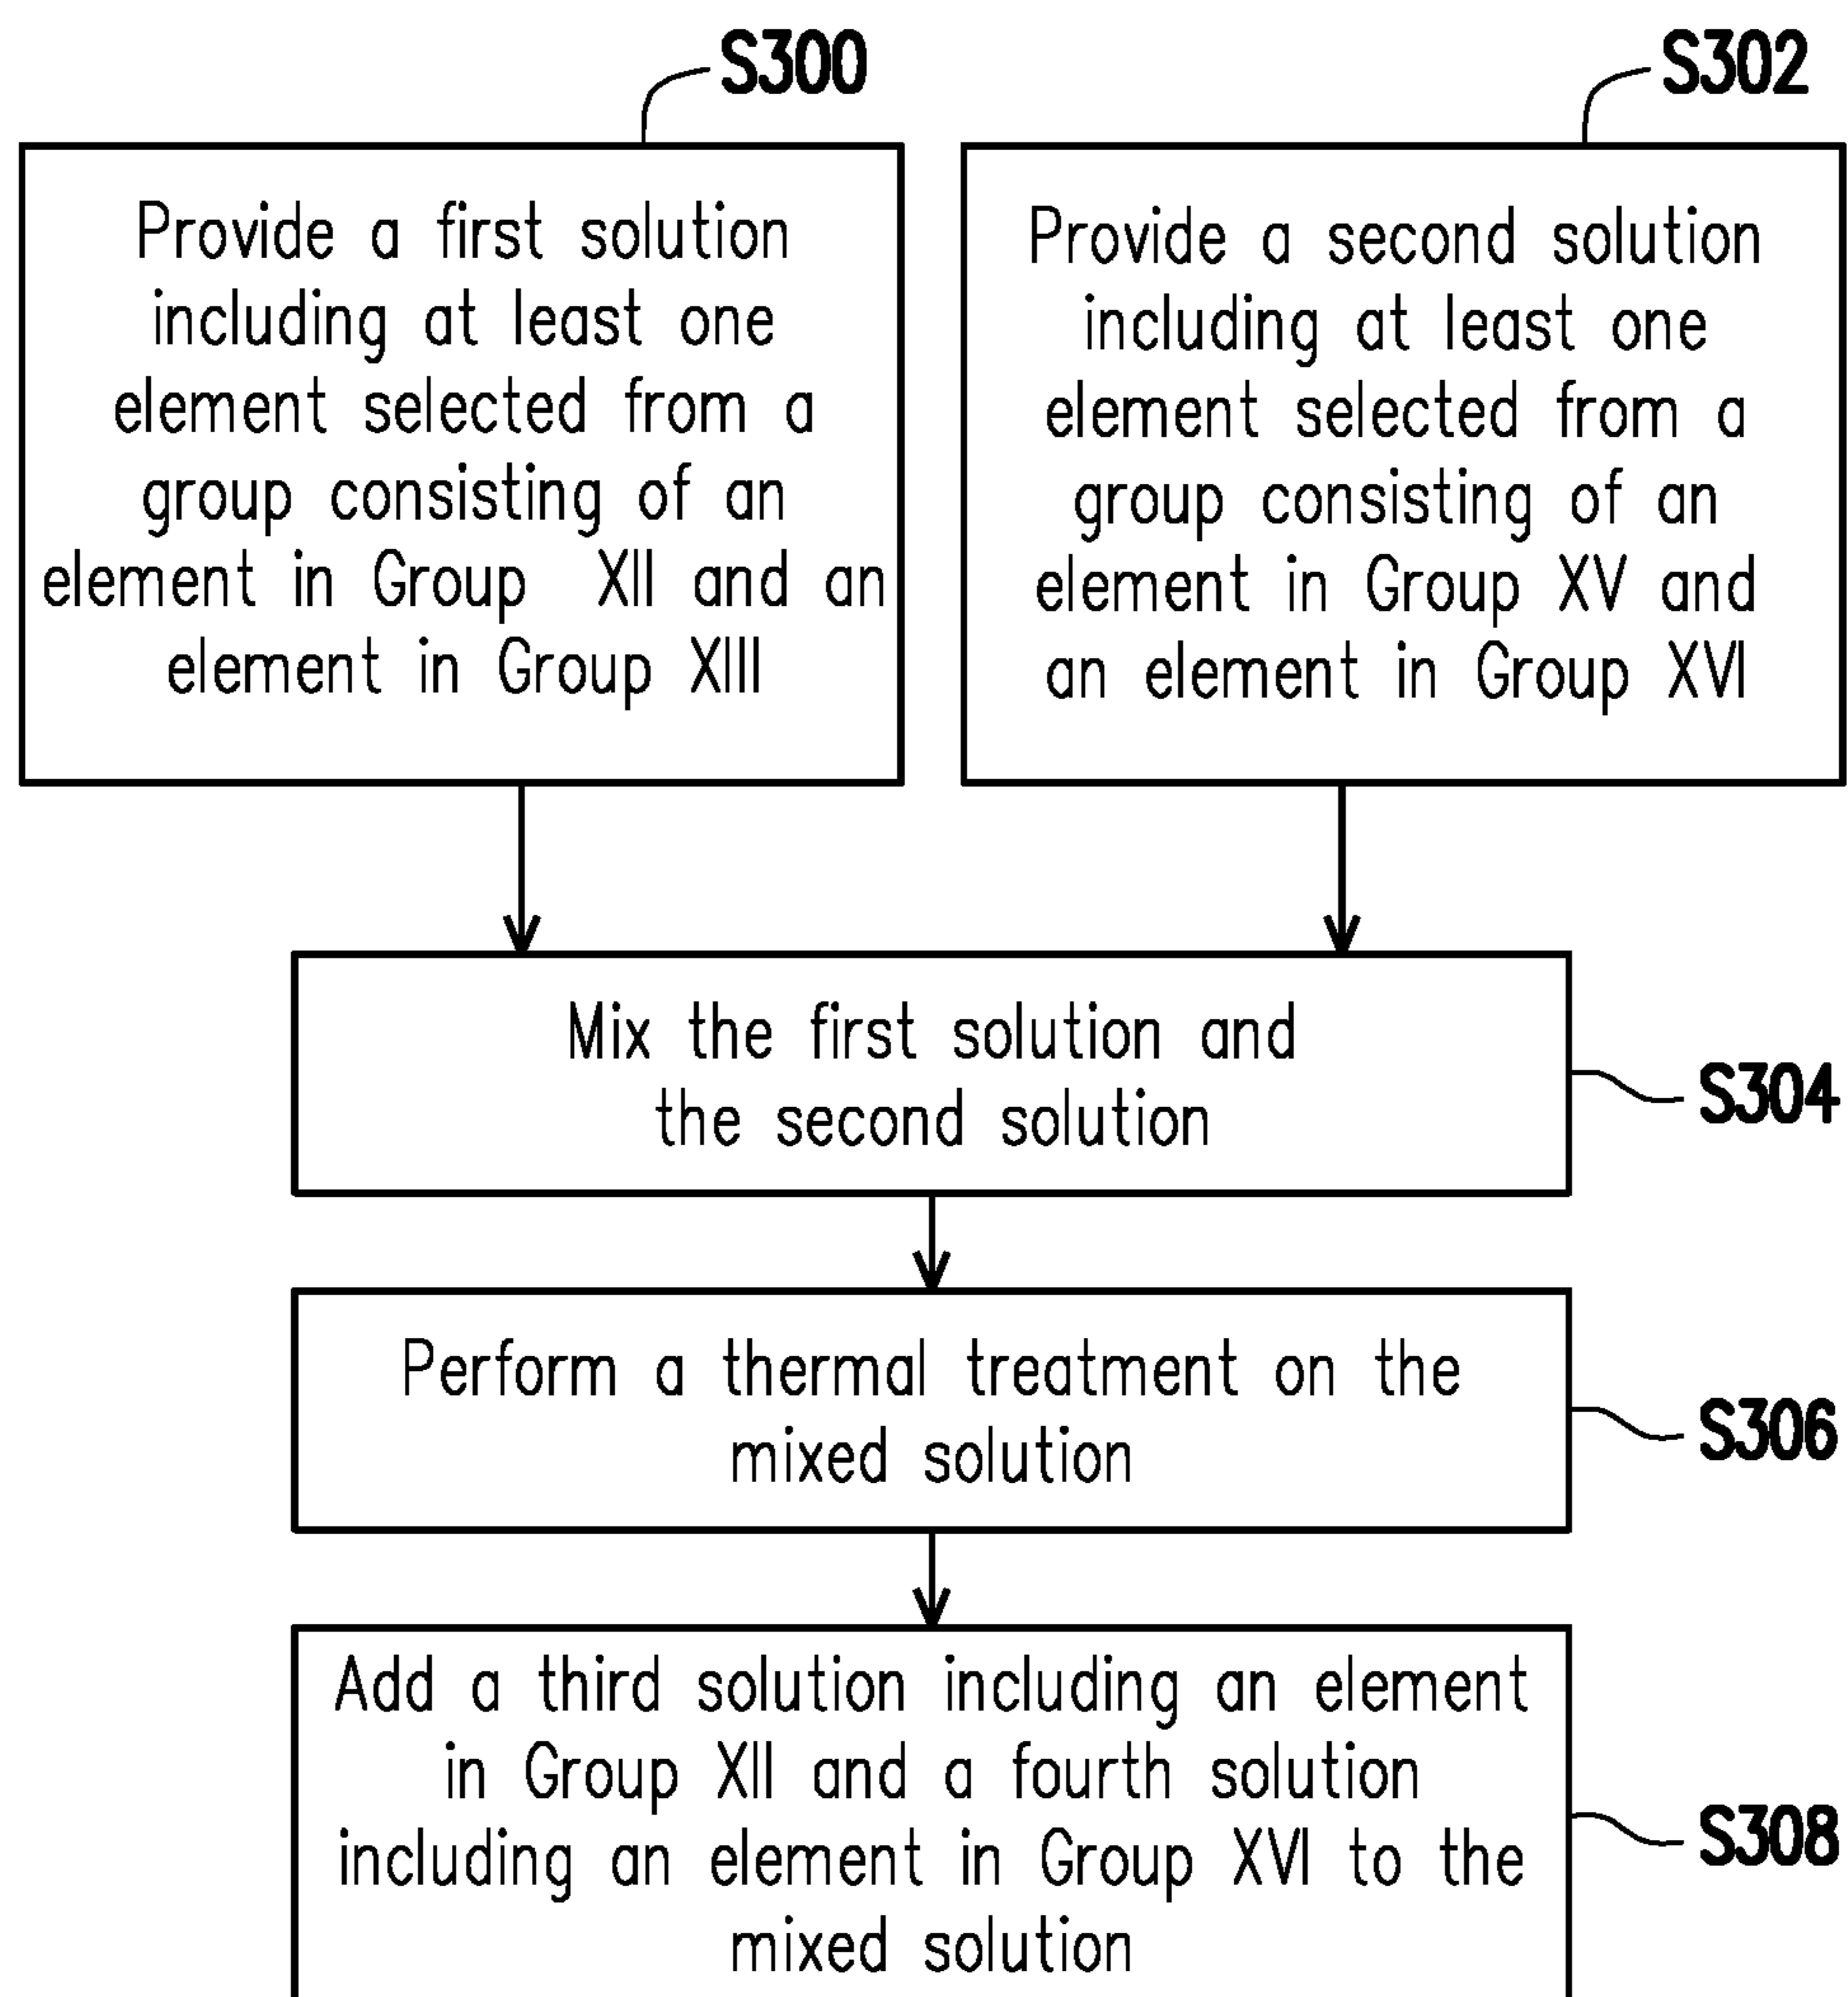 S300
Provide a first solution
including at least one
element selected from a
group consisting of an
element in Group XII and an
element in Group XIII
S302
Provide a second solution
including at least one
element selected from a
group consisting of an
element in Group XV and
an element in Group XVI
Mix the first solution and
the second solution
S304
Perform a thermal treatment on the
mixed solution
S306
Add a third solution including an element
in Group XII and a fourth solution
including an element in Group XVI to the
mixed solution
S308